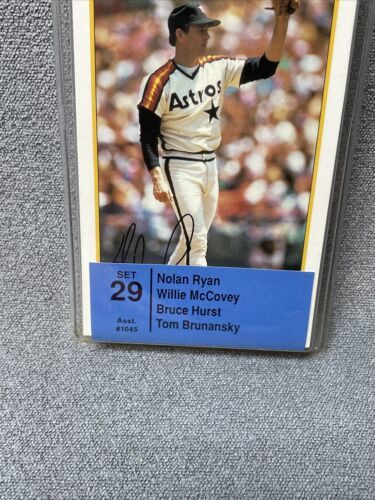 Astros
SET
29
Asst.
#1045
Nolan Ryan
Willie McCovey
Bruce Hurst
Tom Brunansky